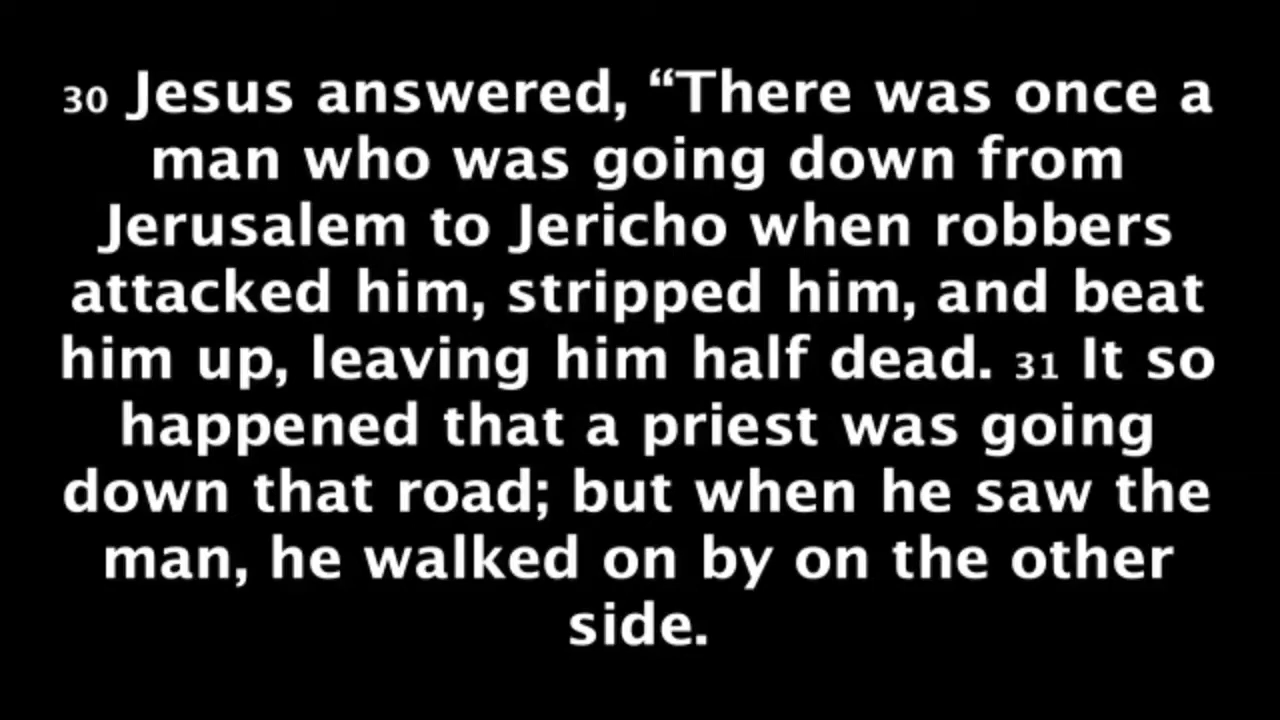 30 Jesus answered, “There was once a
man who was going down from
Jerusalem to Jericho when robbers
attacked him, stripped him, and beat
him up, leaving him half dead. 31 It so
happened that a priest was going
down that road; but when he saw the
man, he walked on by on the other
side.